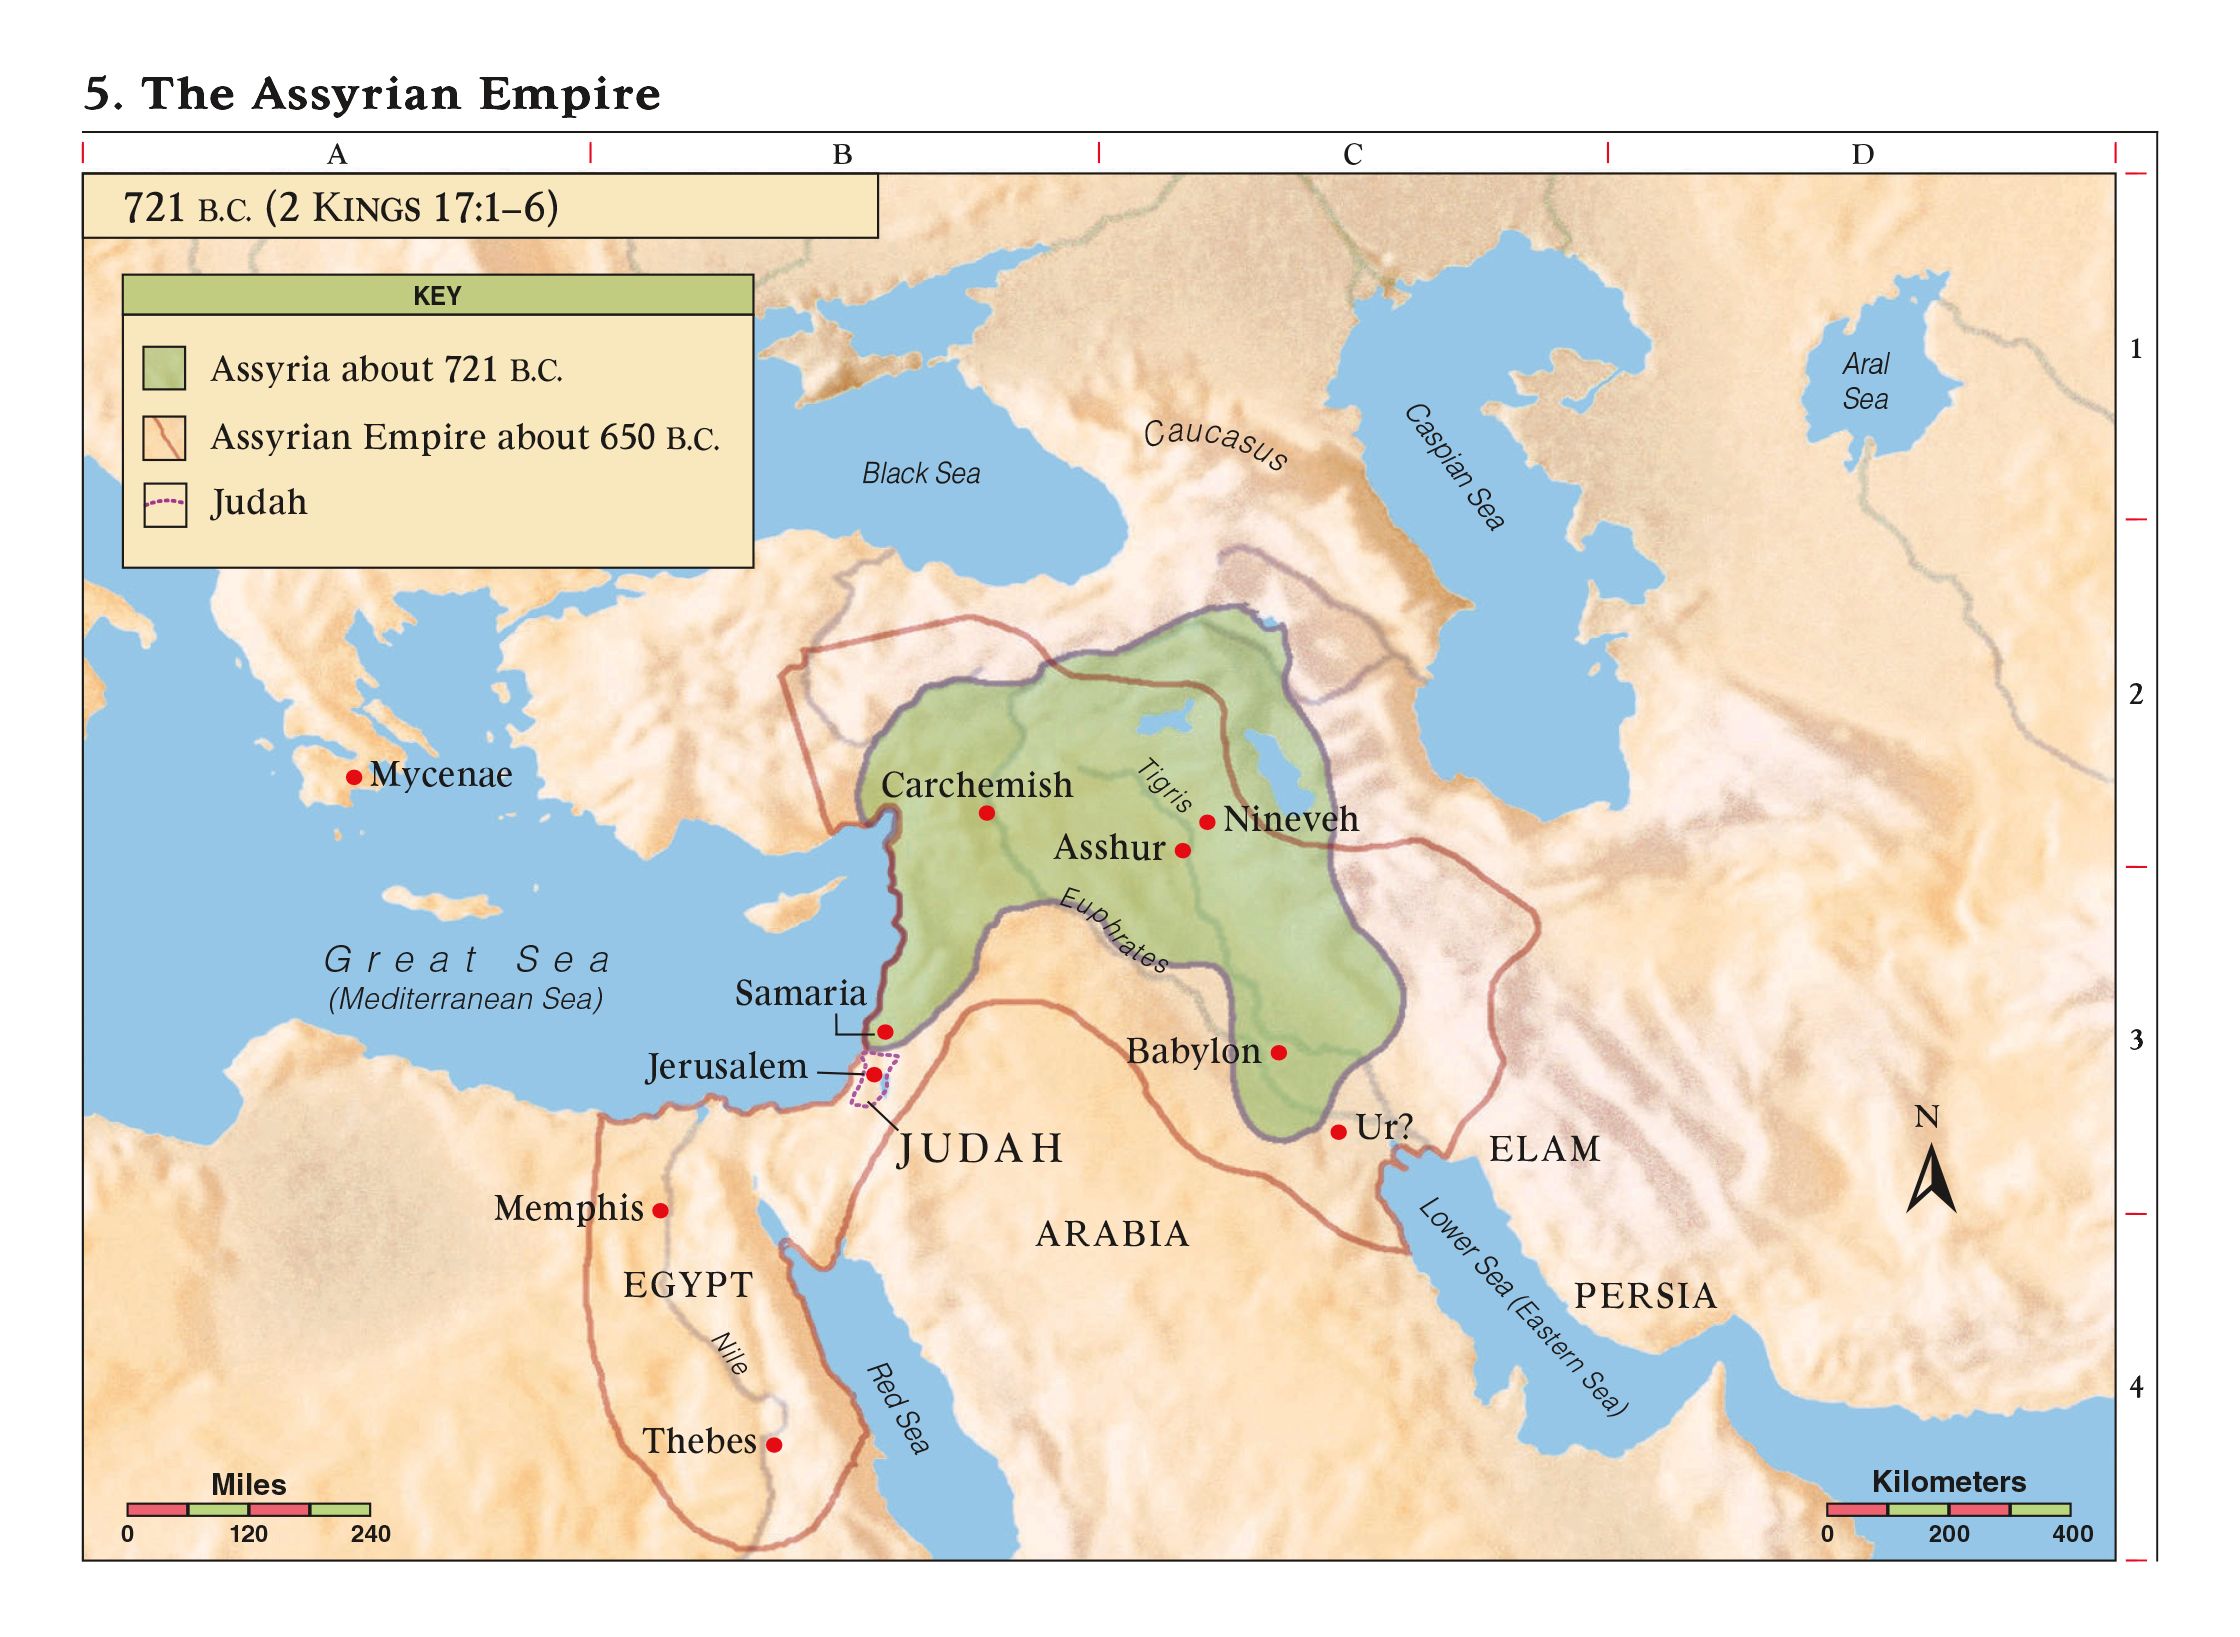 5. The Assyrian Empire
A B C D
721 B.C. (2 KINGS 17:1–6)
KEY
Assyria about 721 B.C.
Assyrian Empire about 650 B.C.
Judah
1
2
3
4
Aral
Sea
Caspian Sea
Caucasus
Black Sea
Mycenae
Carchemish
Tigris
Nineveh
Asshur
Euphrates
Great Sea
(Mediterranean Sea)
Samaria
Jerusalem
Babylon
JUDAH
Ur?
ELAM
N
Memphis
ARABIA
Lower Sea (Eastern Sea)
EGYPT
PERSIA
Nile
Red Sea
Thebes
Miles
0 120 240
Kilometers
0 200 400